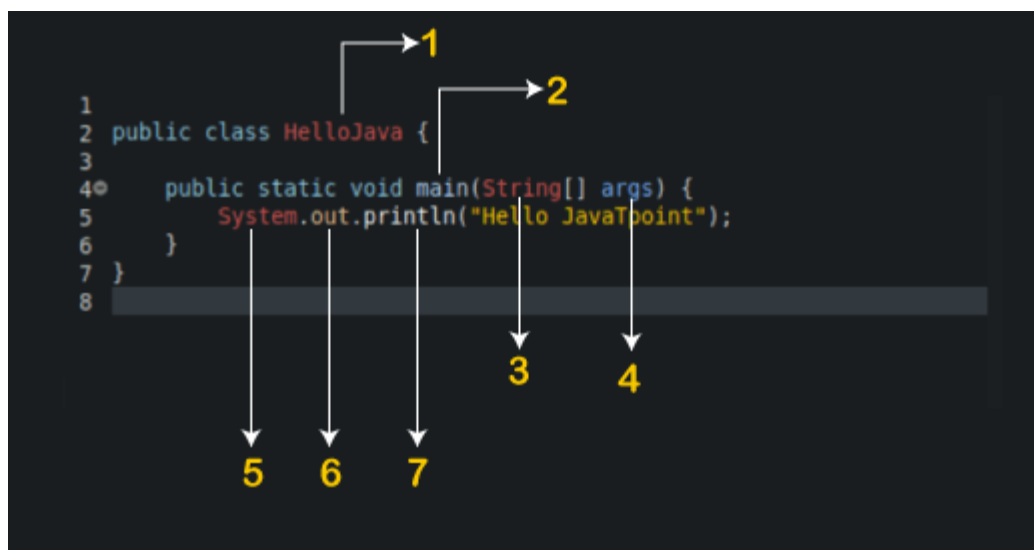 1
2
1
2 public class HelloJava {
3
4 public static void main(String[] args) {
5 System.out.println("Hello JavaTpoint");
6 }
7 }
8
3
4
5 6 7